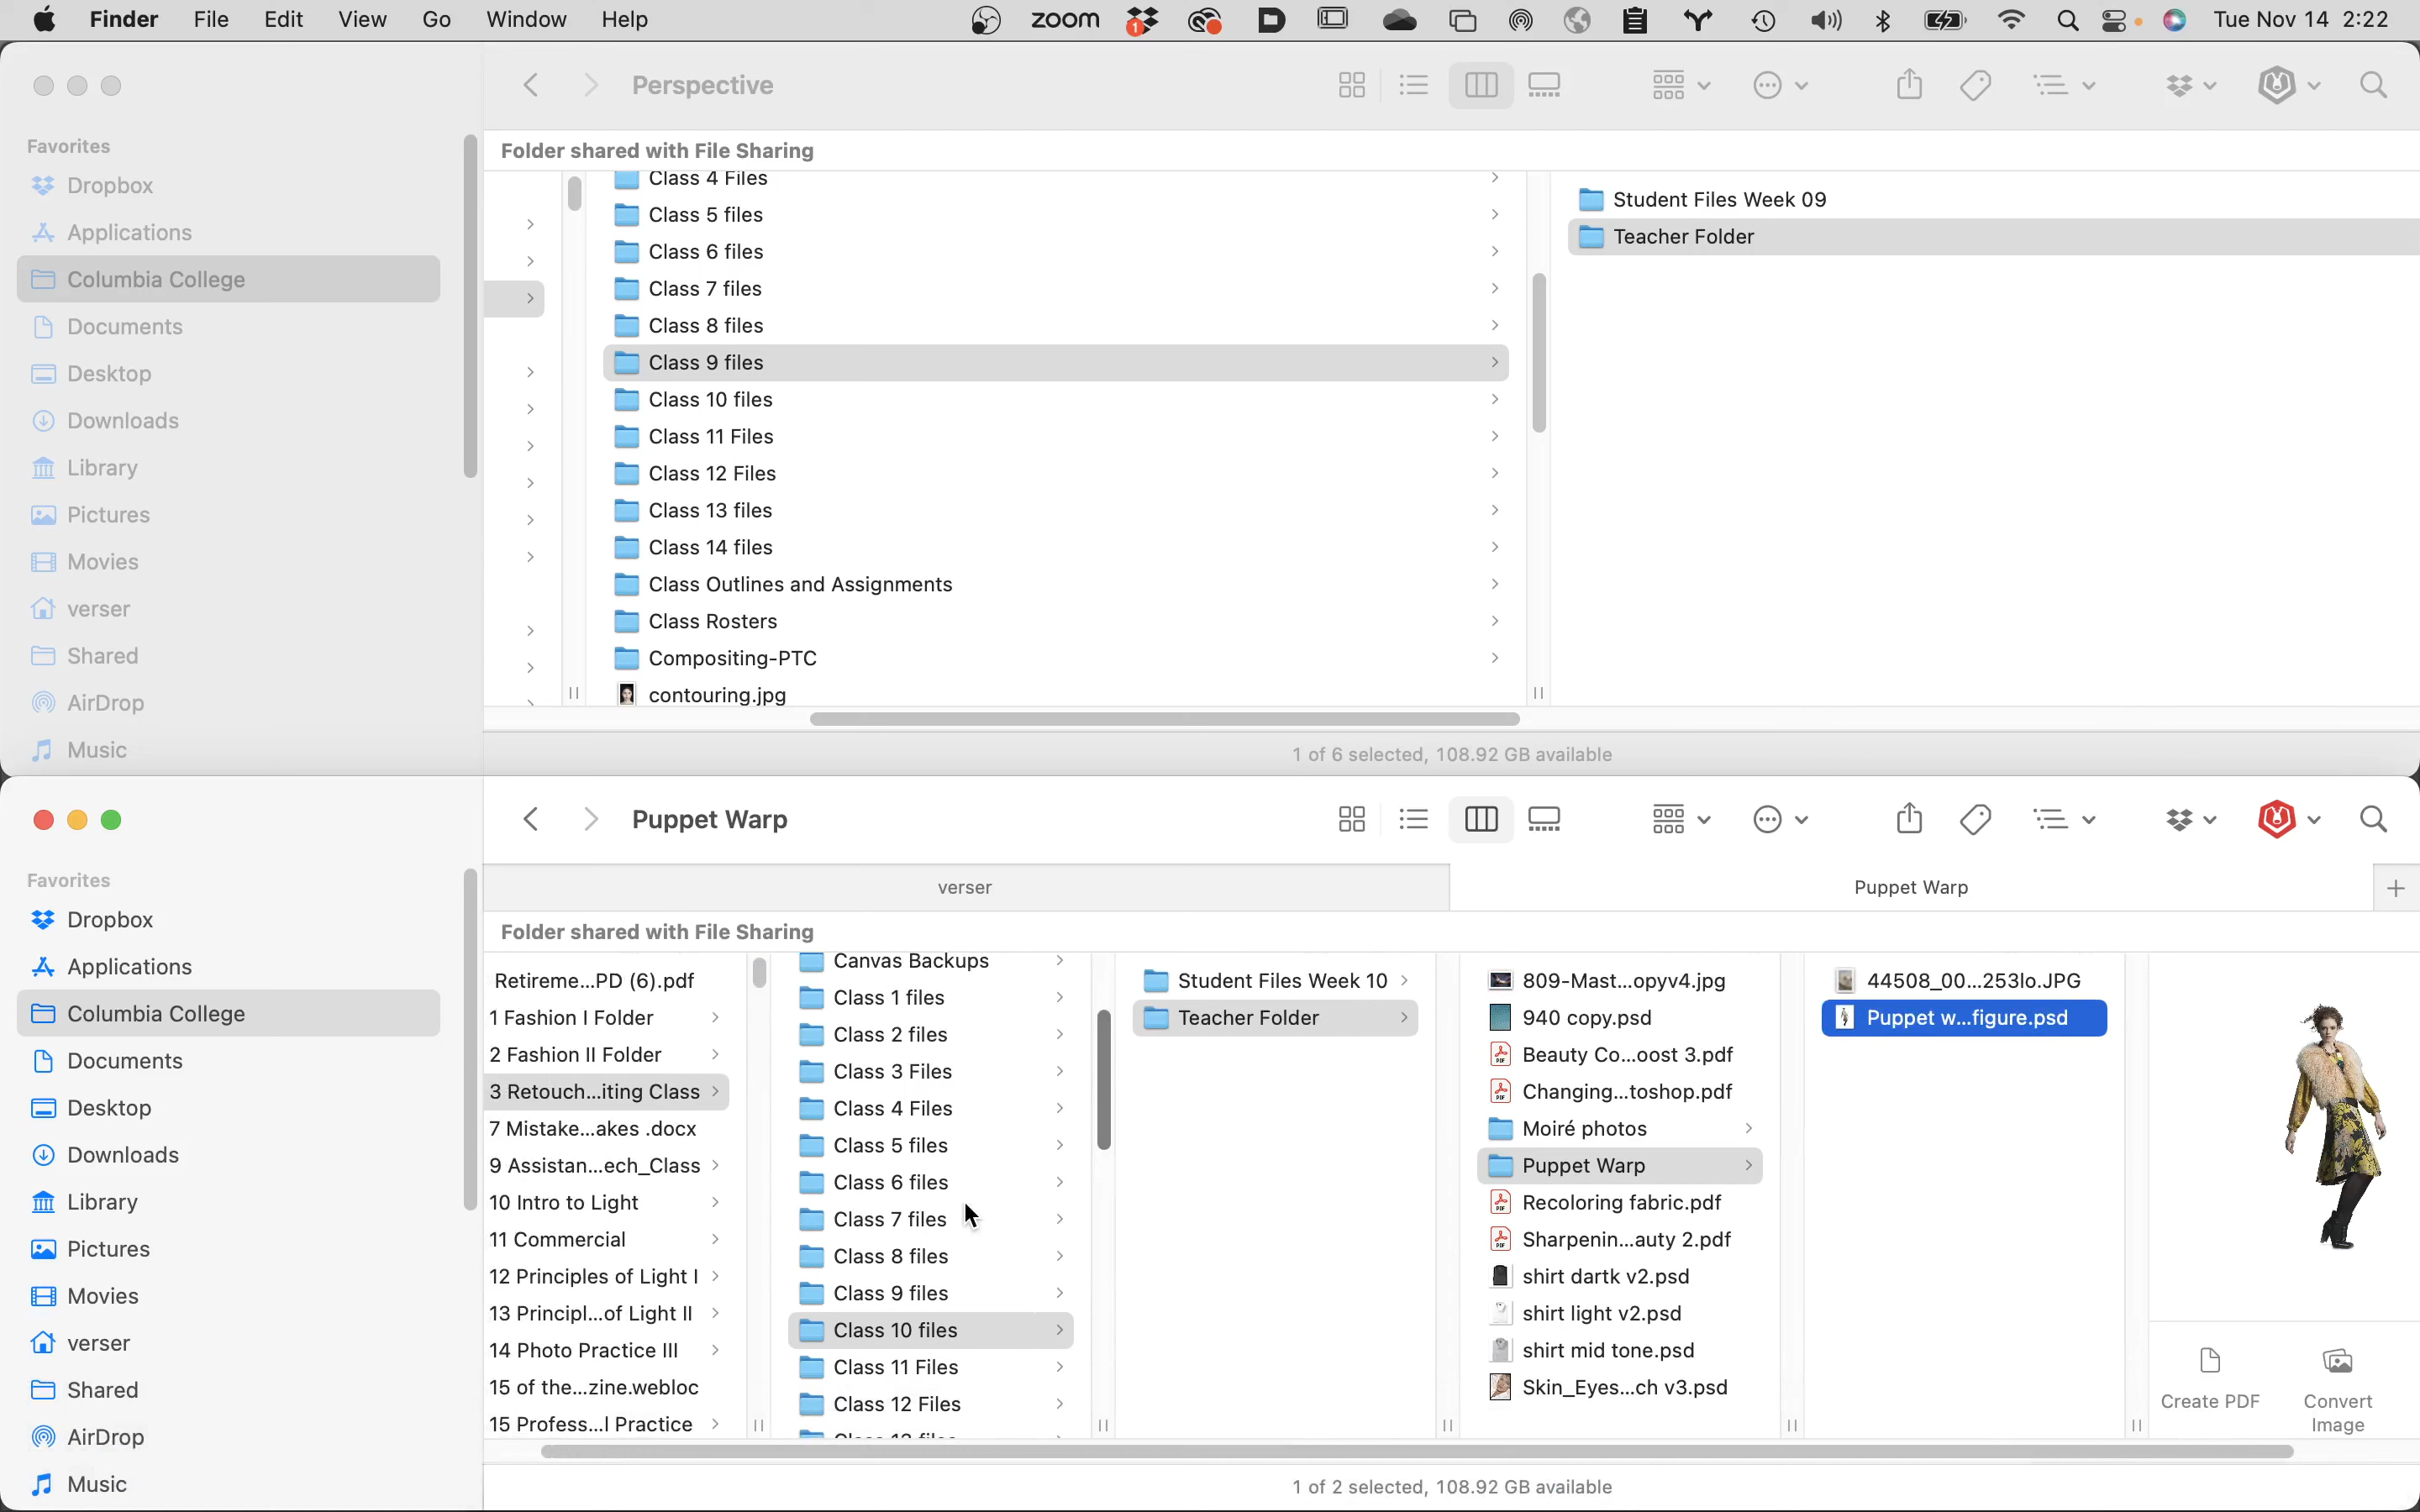 Finder File Edit View Go Window Help zoom 1 Tue Nov 14 2:22
Perspective
Folder shared with File Sharing
Favorites
Dropbox
Applications
Columbia College
Documents
Desktop
Downloads
Library
Pictures
Movies
verser
Shared
AirDrop
Music
Class 4 Files
Class 5 files
Class 6 files
Class 7 files
Class 8 files
Class 9 files
Class 10 files
Class 11 Files
Class 12 Files
Class 13 files
Class 14 files
Class Outlines and Assignments
Class Rosters
Compositing-PTC
contouring.jpg
Student Files Week 09
Teacher Folder
1 of 6 selected, 108.92 GB available
Puppet Warp
verser
Puppet Warp
Folder shared with File Sharing
Favorites
Dropbox
Applications
Columbia College
Documents
Desktop
Downloads
Library
Pictures
Movies
verser
Shared
AirDrop
Music
Retireme...PD (6).pdf
1 Fashion I Folder
2 Fashion II Folder
3 Retouch...iting Class
7 Mistake...akes .docx
9 Assistan...ech_Class
10 Intro to Light
11 Commercial
12 Principles of Light I
13 Principl...of Light II
14 Photo Practice III
15 of the...zine.webloc
15 Profess...l Practice
Canvas Backups
Class 1 files
Class 2 files
Class 3 Files
Class 4 Files
Class 5 files
Class 6 files
Class 7 files
Class 8 files
Class 9 files
Class 10 files
Class 11 Files
Class 12 Files
Class 13 files
Student Files Week 10
Teacher Folder
809-Mast...opyv4.jpg
940 copy.psd
Beauty Co...oost 3.pdf
Changing...toshop.pdf
Moiré photos
Puppet Warp
Recoloring fabric.pdf
Sharpenin...auty 2.pdf
shirt dartk v2.psd
shirt light v2.psd
shirt mid tone.psd
Skin_Eyes...ch v3.psd
44508_00...253lo.JPG
Puppet w...figure.psd
Create PDF
Convert
Image
1 of 2 selected, 108.92 GB available